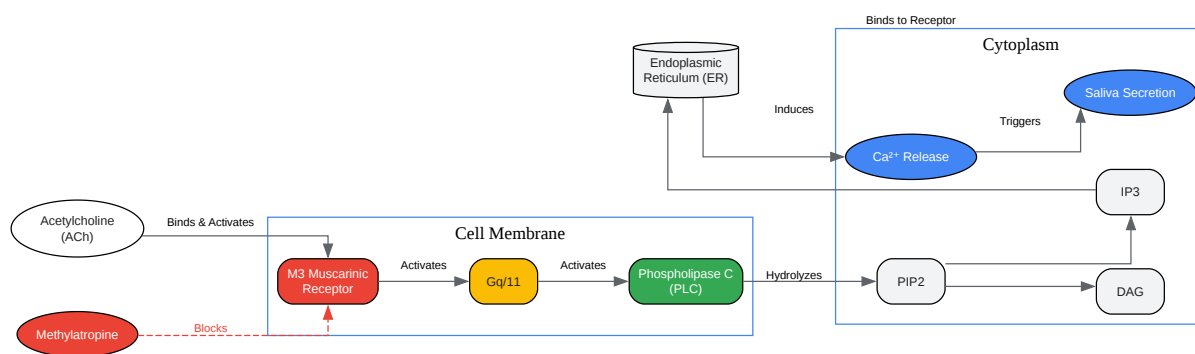 Binds to Receptor
Cytoplasm
Endoplasmic
Reticulum (ER)
Saliva Secretion
Induces
Triggers
Ca²⁺ Release
IP3
Acetylcholine
(ACh)
Binds & Activates
Cell Membrane
M3 Muscarinic
Receptor
Activates
Gq/11
Activates
Phospholipase C
(PLC)
Hydrolyzes
PIP2
DAG
Methylatropine
Blocks